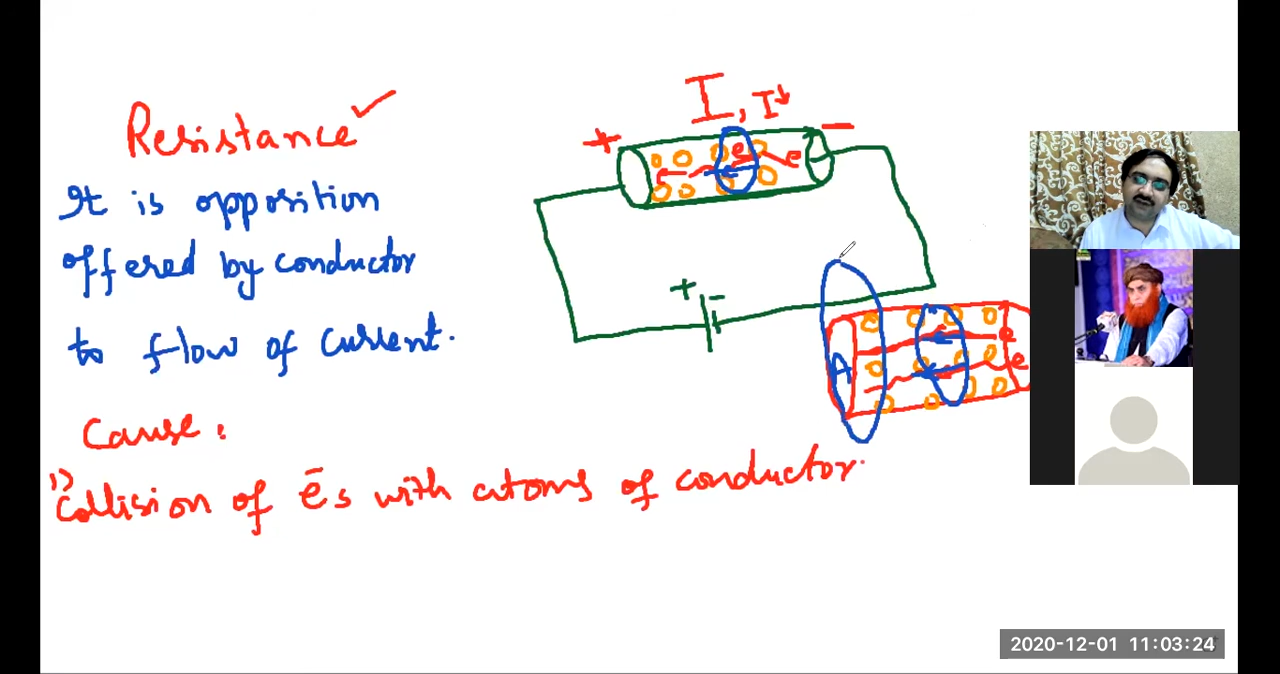 Resistance
It is opposition
offered by conductor
to flow of current.
Cause:
1) Collision of ēs with atoms of conductor.
I, I↓
+ −
e e
+ −
e
A e
2020-12-01 11:03:24